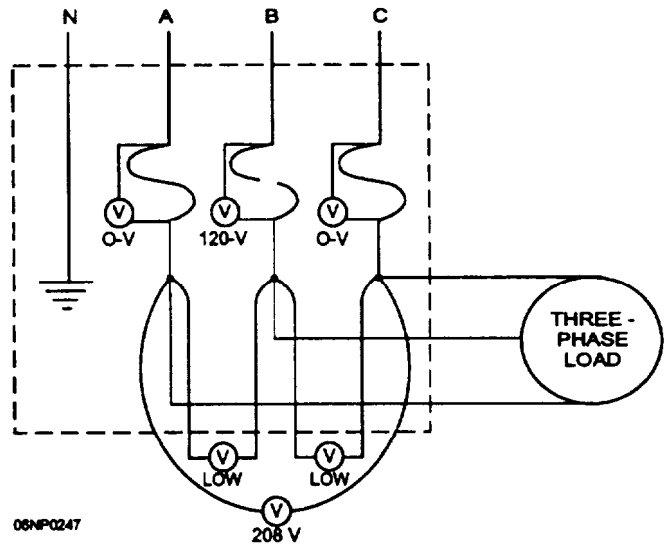 N A B C
V V V
O-V 120-V O-V
THREE -
PHASE
LOAD
V V
LOW LOW
V
208 V
06NP0247